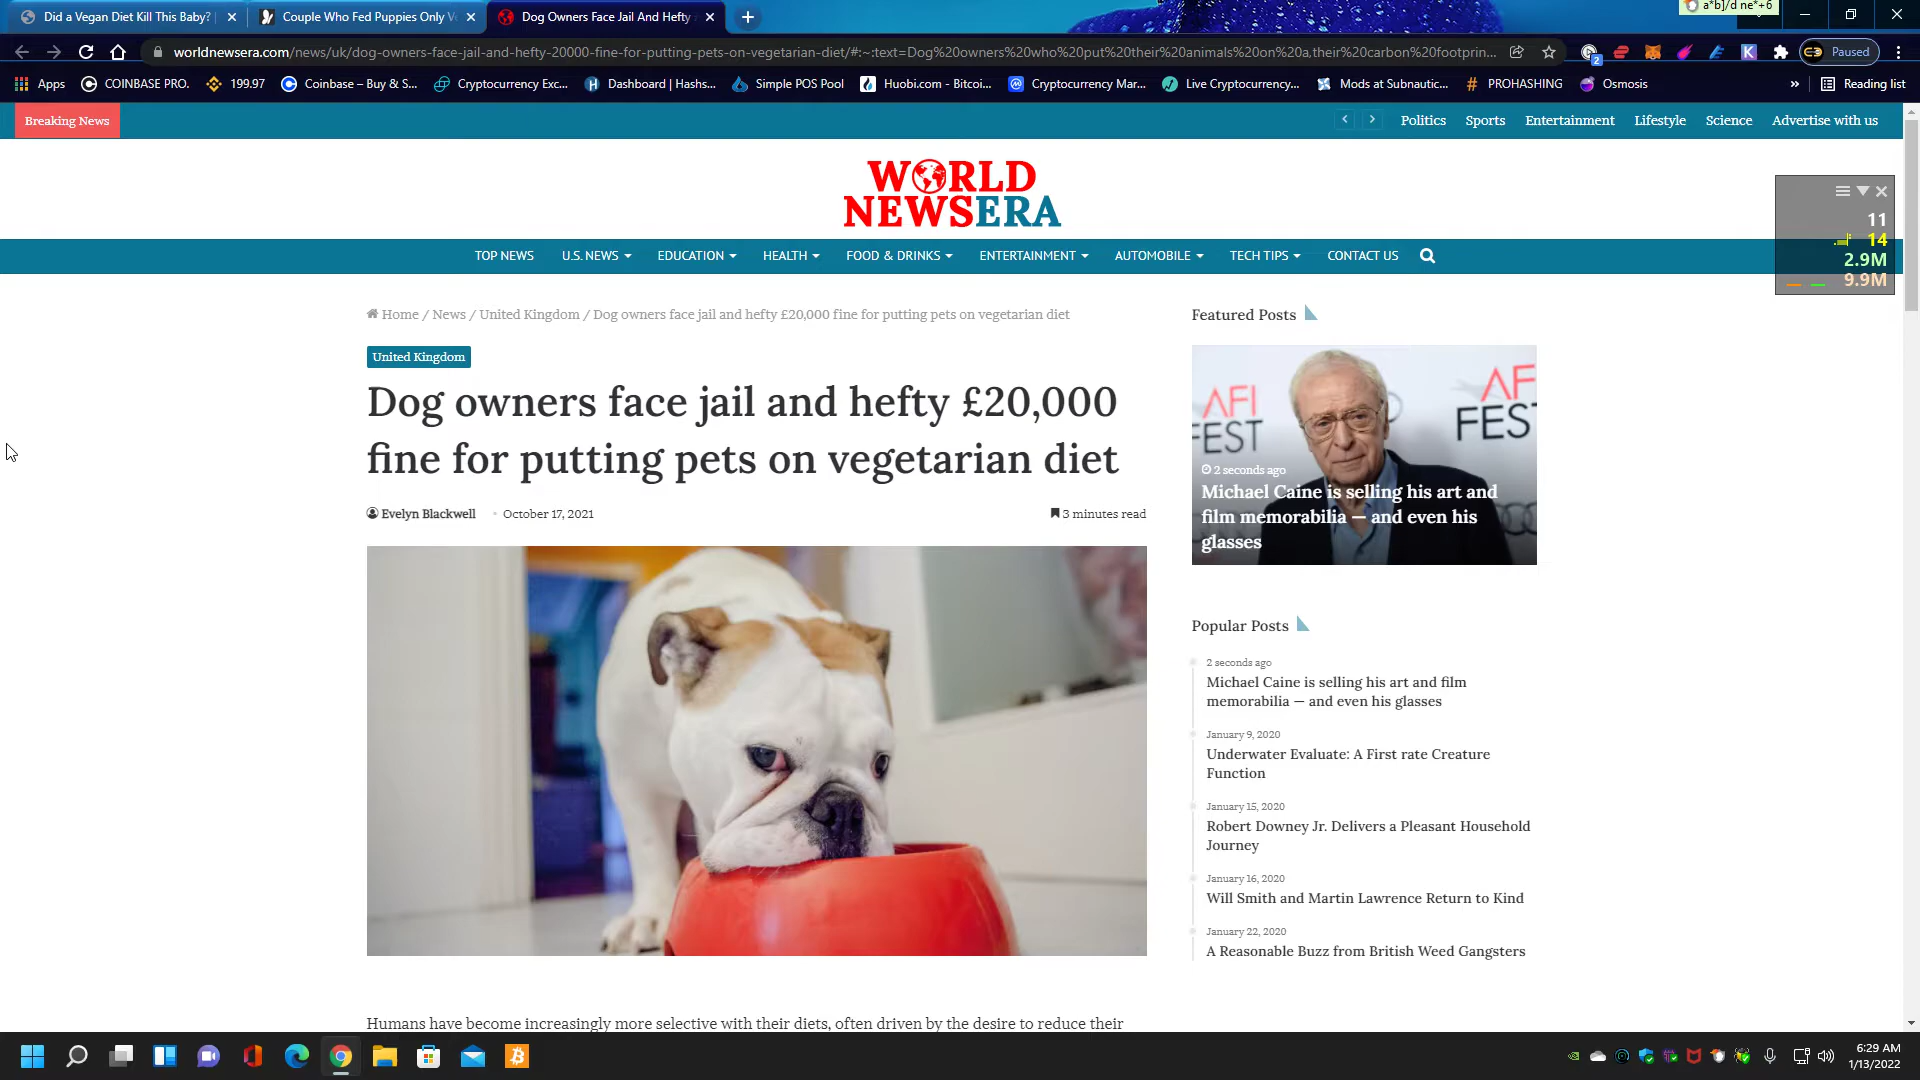 Did a Vegan Diet Kill This Baby?
Couple Who Fed Puppies Only V
Dog Owners Face Jail And Hefty
a*b]/d ne*+6
worldnewsera.com/news/uk/dog-owners-face-jail-and-hefty-20000-fine-for-putting-pets-on-vegetarian-diet/#:~:text=Dog%20owners%20who%20put%20their%20animals%20on%20a,their%20carbon%20footprin...
2
Paused
Apps
COINBASE PRO.
199.97
Coinbase – Buy & S...
Cryptocurrency Exc...
Dashboard | Hashs...
Simple POS Pool
Huobi.com - Bitcoi...
Cryptocurrency Mar...
Live Cryptocurrency...
Mods at Subnautic...
PROHASHING
Osmosis
»
Reading list
Breaking News
Politics
Sports
Entertainment
Lifestyle
Science
Advertise with us
WORLD
NEWSERA
11
14
2.9M
9.9M
TOP NEWS
U.S. NEWS
EDUCATION
HEALTH
FOOD & DRINKS
ENTERTAINMENT
AUTOMOBILE
TECH TIPS
CONTACT US
Home / News / United Kingdom / Dog owners face jail and hefty £20,000 fine for putting pets on vegetarian diet
United Kingdom
Dog owners face jail and hefty £20,000
fine for putting pets on vegetarian diet
Evelyn Blackwell • October 17, 2021
3 minutes read
Humans have become increasingly more selective with their diets, often driven by the desire to reduce their
Featured Posts
AFI
FEST
AFI
FEST
2 seconds ago
Michael Caine is selling his art and
film memorabilia — and even his
glasses
Popular Posts
2 seconds ago
Michael Caine is selling his art and film
memorabilia — and even his glasses
January 9, 2020
Underwater Evaluate: A First rate Creature
Function
January 15, 2020
Robert Downey Jr. Delivers a Pleasant Household
Journey
January 16, 2020
Will Smith and Martin Lawrence Return to Kind
January 22, 2020
A Reasonable Buzz from British Weed Gangsters
6:29 AM
1/13/2022